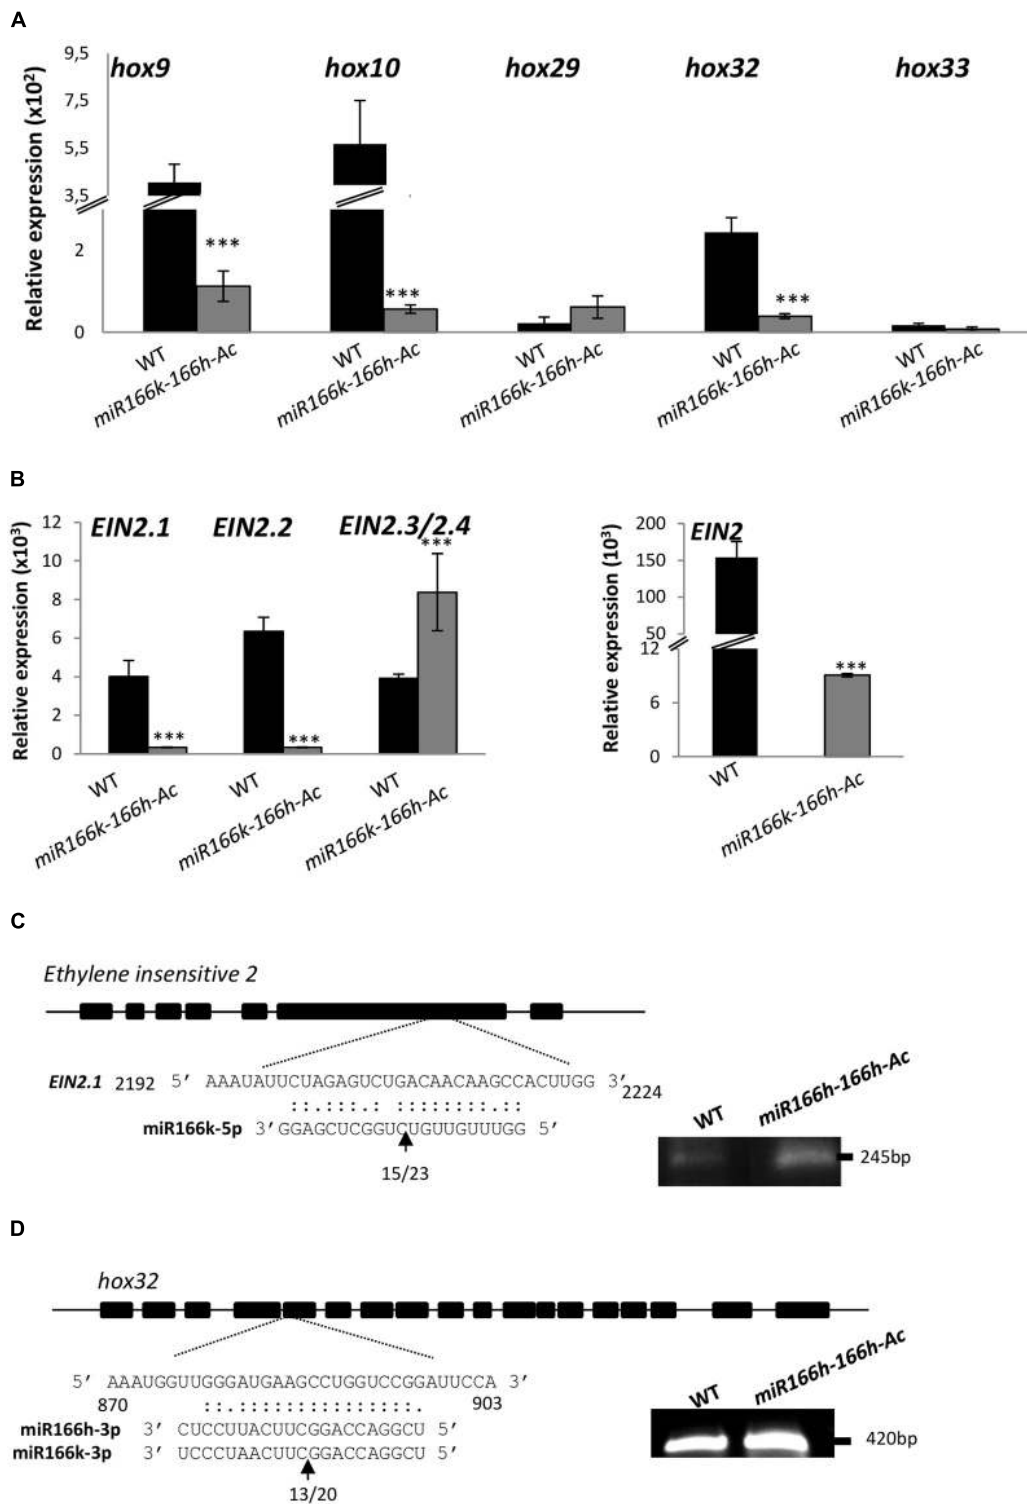 A
Relative expression (x10²)
9,5
7,5
5,5
3,5
2
0
hox9
hox10
hox29
hox32
hox33
***
***
***
WT
miR166k-166h-Ac
WT
miR166k-166h-Ac
WT
miR166k-166h-Ac
WT
miR166k-166h-Ac
WT
miR166k-166h-Ac
B
Relative expression (x10³)
12
10
8
6
4
2
0
EIN2.1
EIN2.2
EIN2.3/2.4
***
***
***
WT
miR166k-166h-Ac
WT
miR166k-166h-Ac
WT
miR166k-166h-Ac
Relative expression (10³)
200
150
100
50
12
6
0
EIN2
***
WT
miR166k-166h-Ac
C
Ethylene insensitive 2
EIN2.1 2192 5′ AAAUAUUCUAGAGUCUGACAACAAGCCACUUGG 3′ 2224
::.:::.: ::::::::.::
miR166k-5p 3′GGAGCUCGGUCUGUUGUUUGG 5′
15/23
WT
miR166h-166h-Ac
245bp
D
hox32
5′ AAAUGGUUGGGAUGAAGCCUGGUCCGGAUUCCA 3′
870 903
::.:::::::::::::::.
miR166h-3p 3′ CUCCUUACUUCGGACCAGGCU 5′
miR166k-3p 3′ UCCCUAACUUCGGACCAGGCU 5′
13/20
WT
miR166h-166h-Ac
420bp